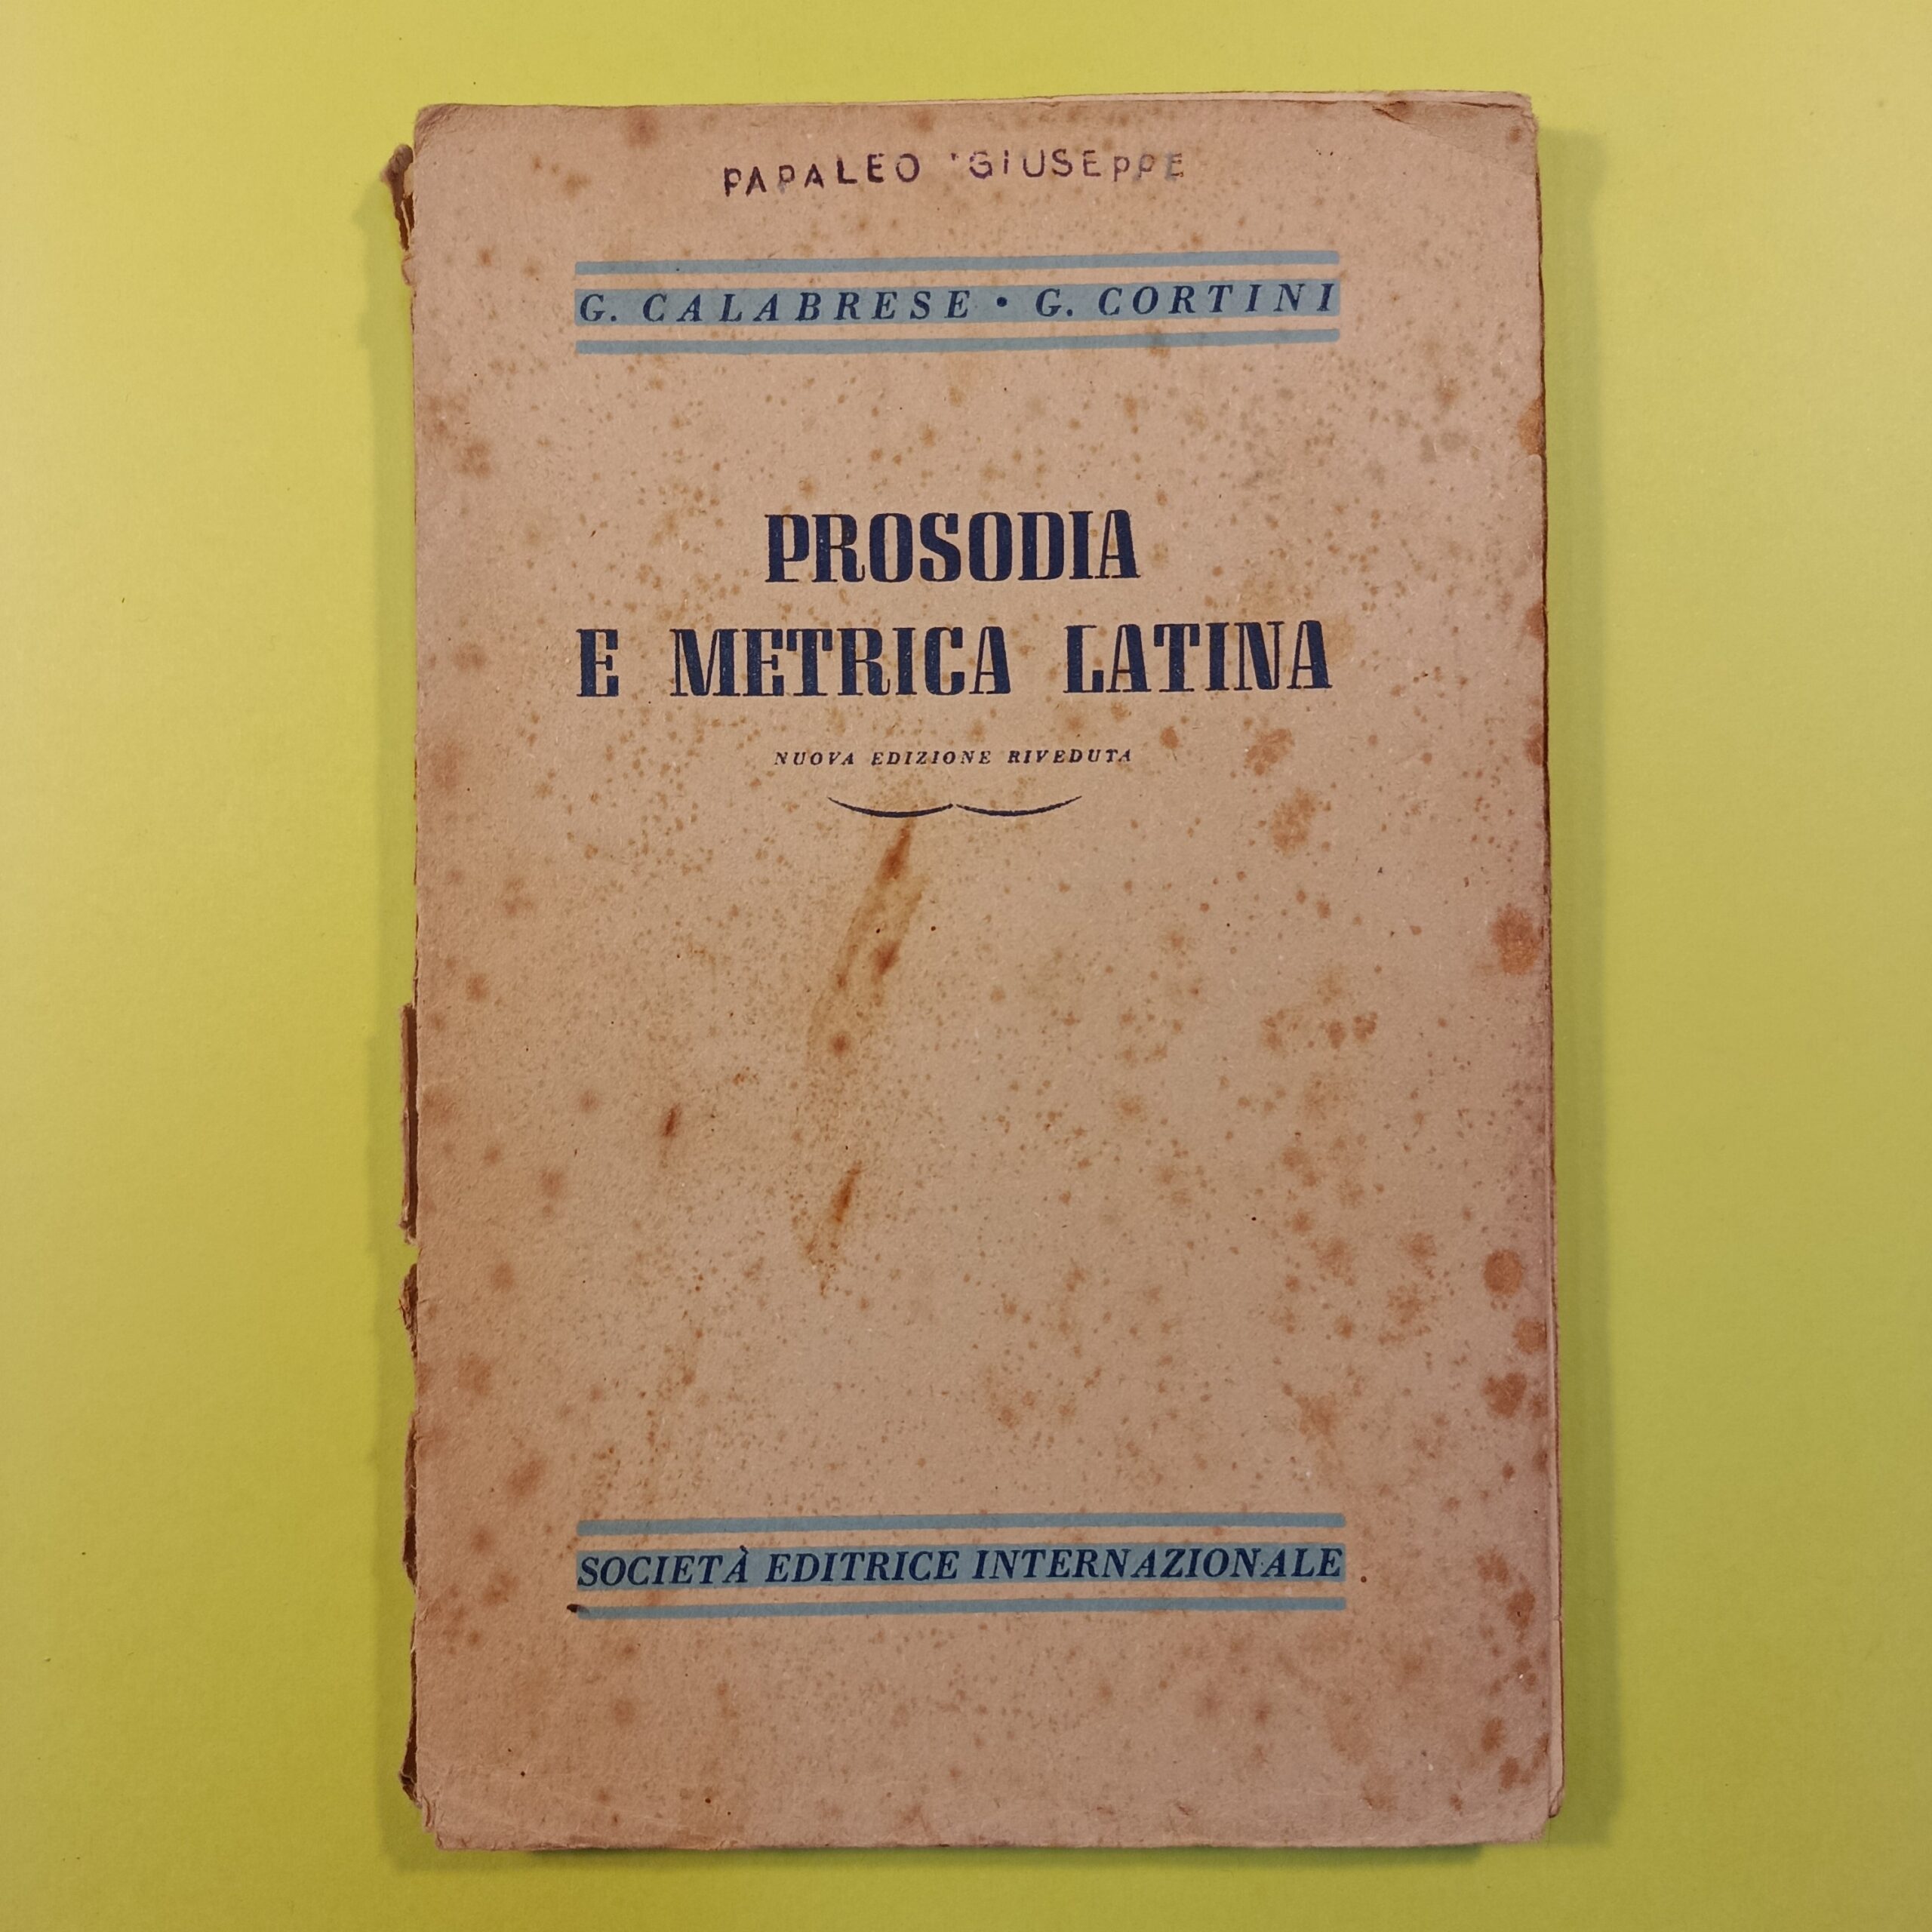 PAPALEO GIUSEPPE
G. CALABRESE • G. CORTINI
PROSODIA
E METRICA LATINA
NUOVA EDIZIONE RIVEDUTA
SOCIETÀ EDITRICE INTERNAZIONALE